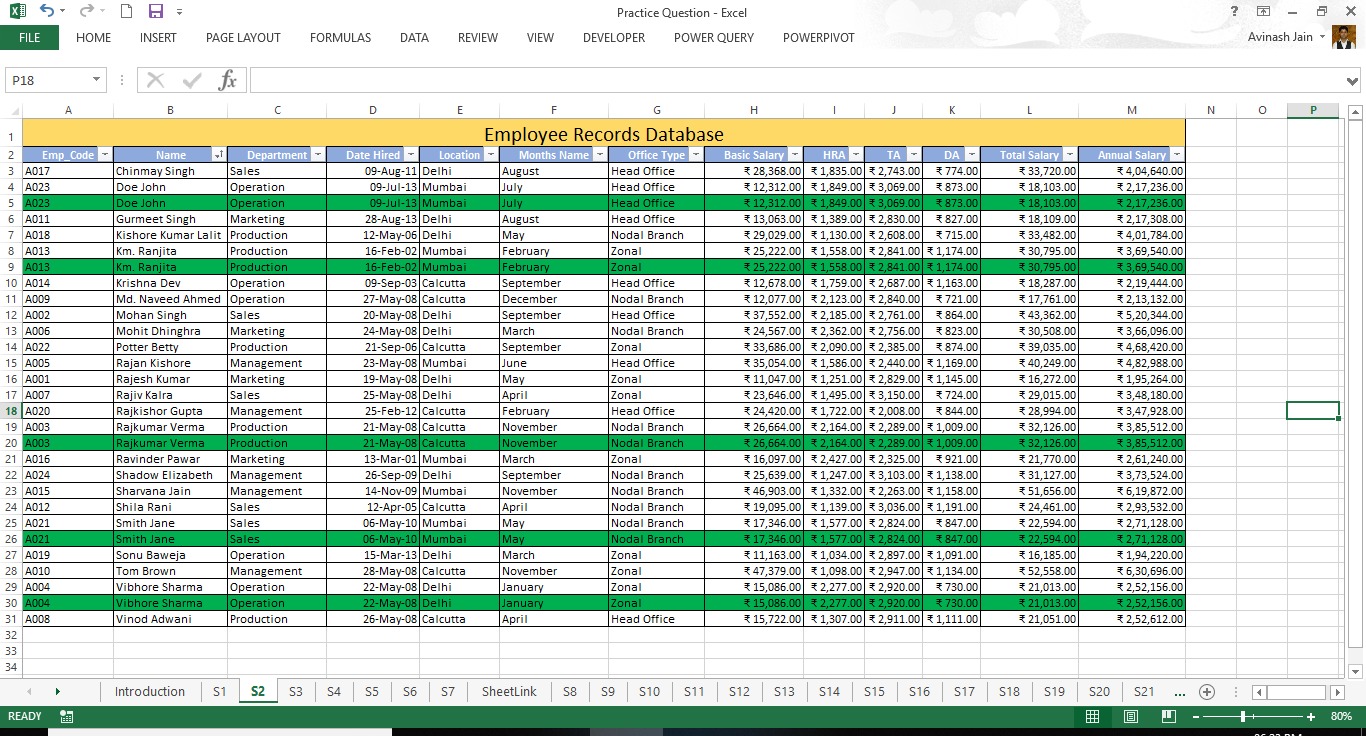 Practice Question - Excel
FILE HOME INSERT PAGE LAYOUT FORMULAS DATA REVIEW VIEW DEVELOPER POWER QUERY POWERPIVOT Avinash Jain
P18 fx
A B C D E F G H I J K L M N O P
1 Employee Records Database
2 Emp_Code Name Department Date Hired Location Months Name Office Type Basic Salary HRA TA DA Total Salary Annual Salary
3 A017 Chinmay Singh Sales 09-Aug-11 Delhi August Head Office ₹ 28,368.00 ₹ 1,835.00 ₹ 2,743.00 ₹ 774.00 ₹ 33,720.00 ₹ 4,04,640.00
4 A023 Doe John Operation 09-Jul-13 Mumbai July Head Office ₹ 12,312.00 ₹ 1,849.00 ₹ 3,069.00 ₹ 873.00 ₹ 18,103.00 ₹ 2,17,236.00
5 A023 Doe John Operation 09-Jul-13 Mumbai July Head Office ₹ 12,312.00 ₹ 1,849.00 ₹ 3,069.00 ₹ 873.00 ₹ 18,103.00 ₹ 2,17,236.00
6 A011 Gurmeet Singh Marketing 28-Aug-13 Delhi August Head Office ₹ 13,063.00 ₹ 1,389.00 ₹ 2,830.00 ₹ 827.00 ₹ 18,109.00 ₹ 2,17,308.00
7 A018 Kishore Kumar Lalit Production 12-May-06 Delhi May Nodal Branch ₹ 29,029.00 ₹ 1,130.00 ₹ 2,608.00 ₹ 715.00 ₹ 33,482.00 ₹ 4,01,784.00
8 A013 Km. Ranjita Production 16-Feb-02 Mumbai February Zonal ₹ 25,222.00 ₹ 1,558.00 ₹ 2,841.00 ₹ 1,174.00 ₹ 30,795.00 ₹ 3,69,540.00
9 A013 Km. Ranjita Production 16-Feb-02 Mumbai February Zonal ₹ 25,222.00 ₹ 1,558.00 ₹ 2,841.00 ₹ 1,174.00 ₹ 30,795.00 ₹ 3,69,540.00
10 A014 Krishna Dev Operation 09-Sep-03 Calcutta September Head Office ₹ 12,678.00 ₹ 1,759.00 ₹ 2,687.00 ₹ 1,163.00 ₹ 18,287.00 ₹ 2,19,444.00
11 A009 Md. Naveed Ahmed Operation 27-May-08 Calcutta December Nodal Branch ₹ 12,077.00 ₹ 2,123.00 ₹ 2,840.00 ₹ 721.00 ₹ 17,761.00 ₹ 2,13,132.00
12 A002 Mohan Singh Sales 20-May-08 Delhi September Head Office ₹ 37,552.00 ₹ 2,185.00 ₹ 2,761.00 ₹ 864.00 ₹ 43,362.00 ₹ 5,20,344.00
13 A006 Mohit Dhinghra Marketing 24-May-08 Delhi March Nodal Branch ₹ 24,567.00 ₹ 2,362.00 ₹ 2,756.00 ₹ 823.00 ₹ 30,508.00 ₹ 3,66,096.00
14 A022 Potter Betty Production 21-Sep-06 Calcutta September Zonal ₹ 33,686.00 ₹ 2,090.00 ₹ 2,385.00 ₹ 874.00 ₹ 39,035.00 ₹ 4,68,420.00
15 A005 Rajan Kishore Management 23-May-08 Mumbai June Head Office ₹ 35,054.00 ₹ 1,586.00 ₹ 2,440.00 ₹ 1,169.00 ₹ 40,249.00 ₹ 4,82,988.00
16 A001 Rajesh Kumar Marketing 19-May-08 Delhi May Zonal ₹ 11,047.00 ₹ 1,251.00 ₹ 2,829.00 ₹ 1,145.00 ₹ 16,272.00 ₹ 1,95,264.00
17 A007 Rajiv Kalra Sales 25-May-08 Delhi April Zonal ₹ 23,646.00 ₹ 1,495.00 ₹ 3,150.00 ₹ 724.00 ₹ 29,015.00 ₹ 3,48,180.00
18 A020 Rajkishor Gupta Management 25-Feb-12 Calcutta February Head Office ₹ 24,420.00 ₹ 1,722.00 ₹ 2,008.00 ₹ 844.00 ₹ 28,994.00 ₹ 3,47,928.00
19 A003 Rajkumar Verma Production 21-May-08 Calcutta November Nodal Branch ₹ 26,664.00 ₹ 2,164.00 ₹ 2,289.00 ₹ 1,009.00 ₹ 32,126.00 ₹ 3,85,512.00
20 A003 Rajkumar Verma Production 21-May-08 Calcutta November Nodal Branch ₹ 26,664.00 ₹ 2,164.00 ₹ 2,289.00 ₹ 1,009.00 ₹ 32,126.00 ₹ 3,85,512.00
21 A016 Ravinder Pawar Marketing 13-Mar-01 Mumbai March Zonal ₹ 16,097.00 ₹ 2,427.00 ₹ 2,325.00 ₹ 921.00 ₹ 21,770.00 ₹ 2,61,240.00
22 A024 Shadow Elizabeth Management 26-Sep-09 Delhi September Nodal Branch ₹ 25,639.00 ₹ 1,247.00 ₹ 3,103.00 ₹ 1,138.00 ₹ 31,127.00 ₹ 3,73,524.00
23 A015 Sharvana Jain Management 14-Nov-09 Mumbai November Nodal Branch ₹ 46,903.00 ₹ 1,332.00 ₹ 2,263.00 ₹ 1,158.00 ₹ 51,656.00 ₹ 6,19,872.00
24 A012 Shila Rani Sales 12-Apr-05 Calcutta April Nodal Branch ₹ 19,095.00 ₹ 1,139.00 ₹ 3,036.00 ₹ 1,191.00 ₹ 24,461.00 ₹ 2,93,532.00
25 A021 Smith Jane Sales 06-May-10 Mumbai May Nodal Branch ₹ 17,346.00 ₹ 1,577.00 ₹ 2,824.00 ₹ 847.00 ₹ 22,594.00 ₹ 2,71,128.00
26 A021 Smith Jane Sales 06-May-10 Mumbai May Nodal Branch ₹ 17,346.00 ₹ 1,577.00 ₹ 2,824.00 ₹ 847.00 ₹ 22,594.00 ₹ 2,71,128.00
27 A019 Sonu Baweja Operation 15-Mar-13 Delhi March Zonal ₹ 11,163.00 ₹ 1,034.00 ₹ 2,897.00 ₹ 1,091.00 ₹ 16,185.00 ₹ 1,94,220.00
28 A010 Tom Brown Management 28-May-08 Calcutta November Zonal ₹ 47,379.00 ₹ 1,098.00 ₹ 2,947.00 ₹ 1,134.00 ₹ 52,558.00 ₹ 6,30,696.00
29 A004 Vibhore Sharma Operation 22-May-08 Delhi January Zonal ₹ 15,086.00 ₹ 2,277.00 ₹ 2,920.00 ₹ 730.00 ₹ 21,013.00 ₹ 2,52,156.00
30 A004 Vibhore Sharma Operation 22-May-08 Delhi January Zonal ₹ 15,086.00 ₹ 2,277.00 ₹ 2,920.00 ₹ 730.00 ₹ 21,013.00 ₹ 2,52,156.00
31 A008 Vinod Adwani Production 26-May-08 Calcutta April Head Office ₹ 15,722.00 ₹ 1,307.00 ₹ 2,911.00 ₹ 1,111.00 ₹ 21,051.00 ₹ 2,52,612.00
32
33
34
Introduction S1 S2 S3 S4 S5 S6 S7 SheetLink S8 S9 S10 S11 S12 S13 S14 S15 S16 S17 S18 S19 S20 S21 ...
READY 80%